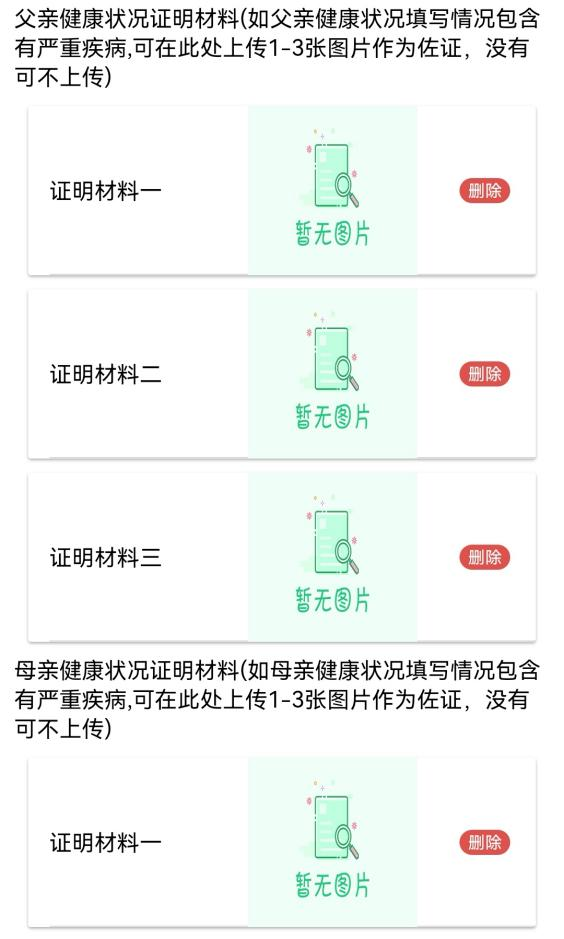 父亲健康状况证明材料(如父亲健康状况填写情况包含
有严重疾病,可在此处上传1-3张图片作为佐证，没有
可不上传)
证明材料一
暂无图片
删除
证明材料二
暂无图片
删除
证明材料三
暂无图片
删除
母亲健康状况证明材料(如母亲健康状况填写情况包含
有严重疾病,可在此处上传1-3张图片作为佐证，没有
可不上传)
证明材料一
暂无图片
删除